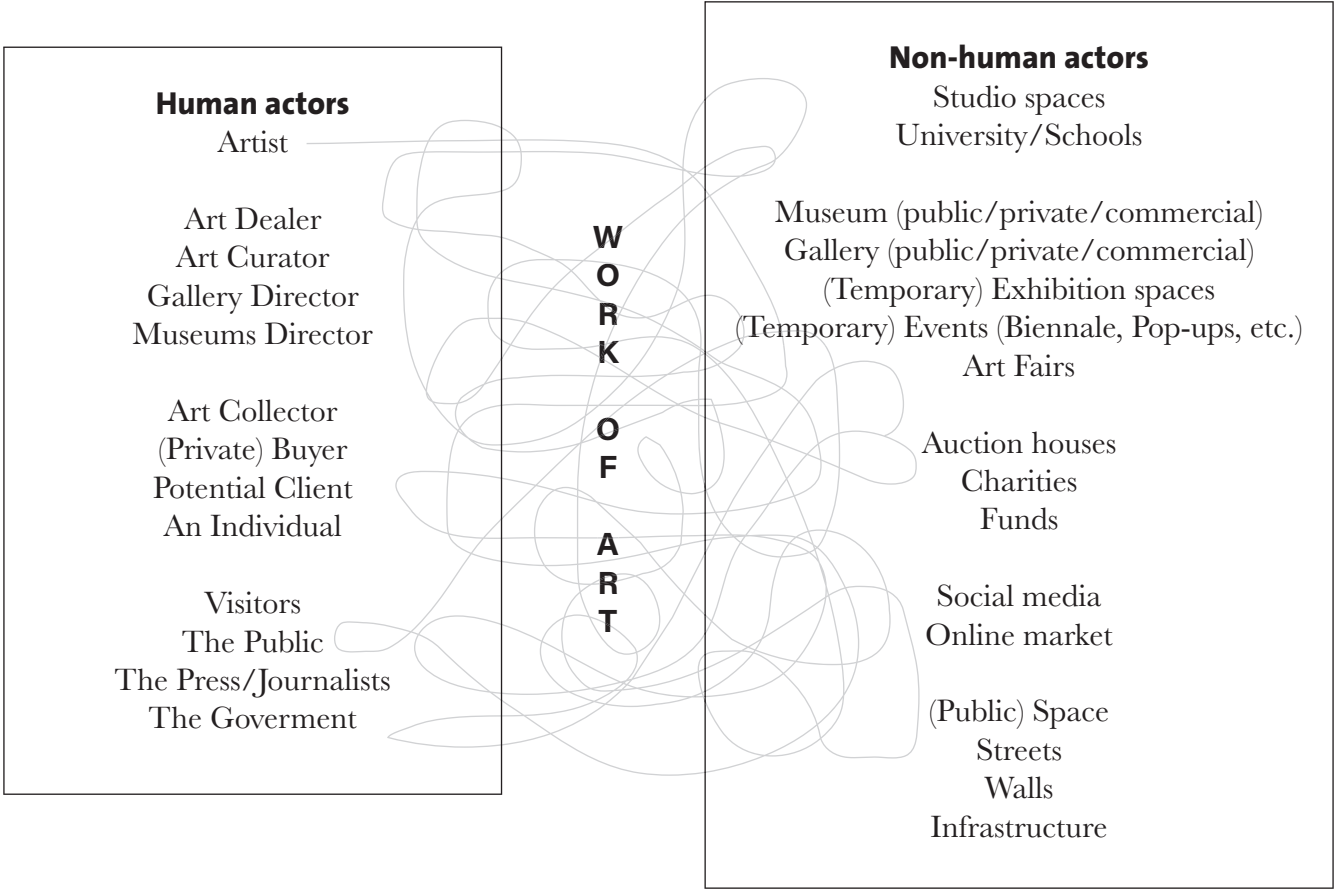 Human actors
Artist
Art Dealer
Art Curator
Gallery Director
Museums Director
Art Collector
(Private) Buyer
Potential Client
An Individual
Visitors
The Public
The Press/Journalists
The Goverment
WORK OF ART
Non-human actors
Studio spaces
University/Schools
Museum (public/private/commercial)
Gallery (public/private/commercial)
(Temporary) Exhibition spaces
(Temporary) Events (Biennale, Pop-ups, etc.)
Art Fairs
Auction houses
Charities
Funds
Social media
Online market
(Public) Space
Streets
Walls
Infrastructure